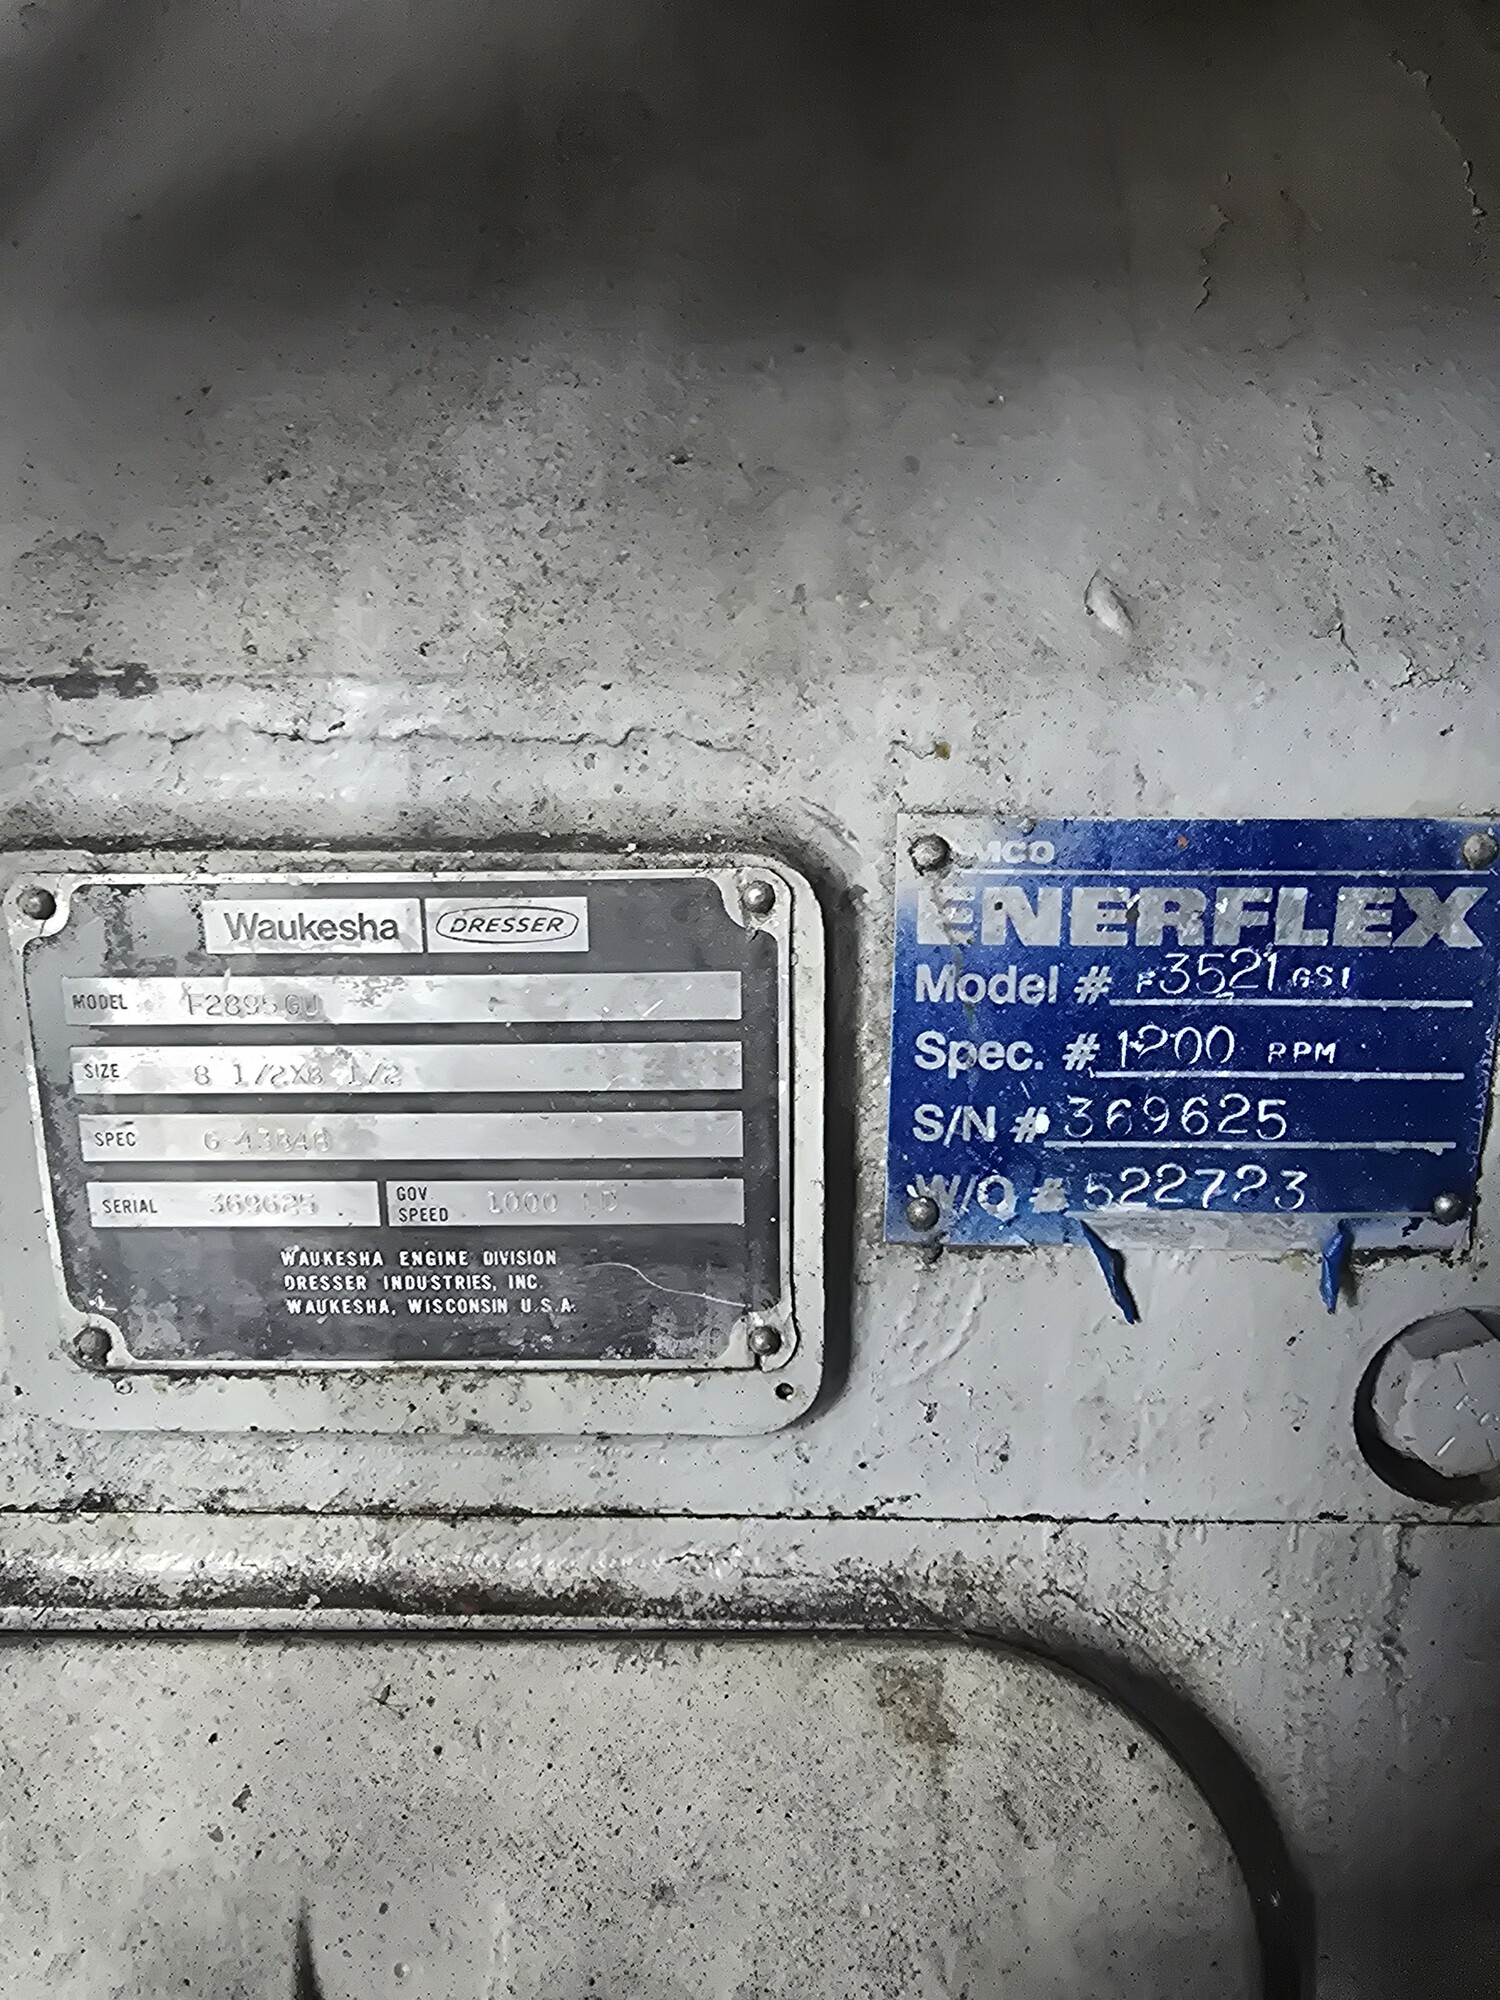 Waukesha DRESSER
MODEL F2895GU
SIZE 8 1/2X8 1/2
SPEC
SERIAL 369625
GOV SPEED 1000
WAUKESHA ENGINE DIVISION
DRESSER INDUSTRIES, INC.
WAUKESHA, WISCONSIN U.S.A.
ENERFLEX
Model # F3521 GSI
Spec. # 1200 RPM
S/N # 369625
W/O # 522723